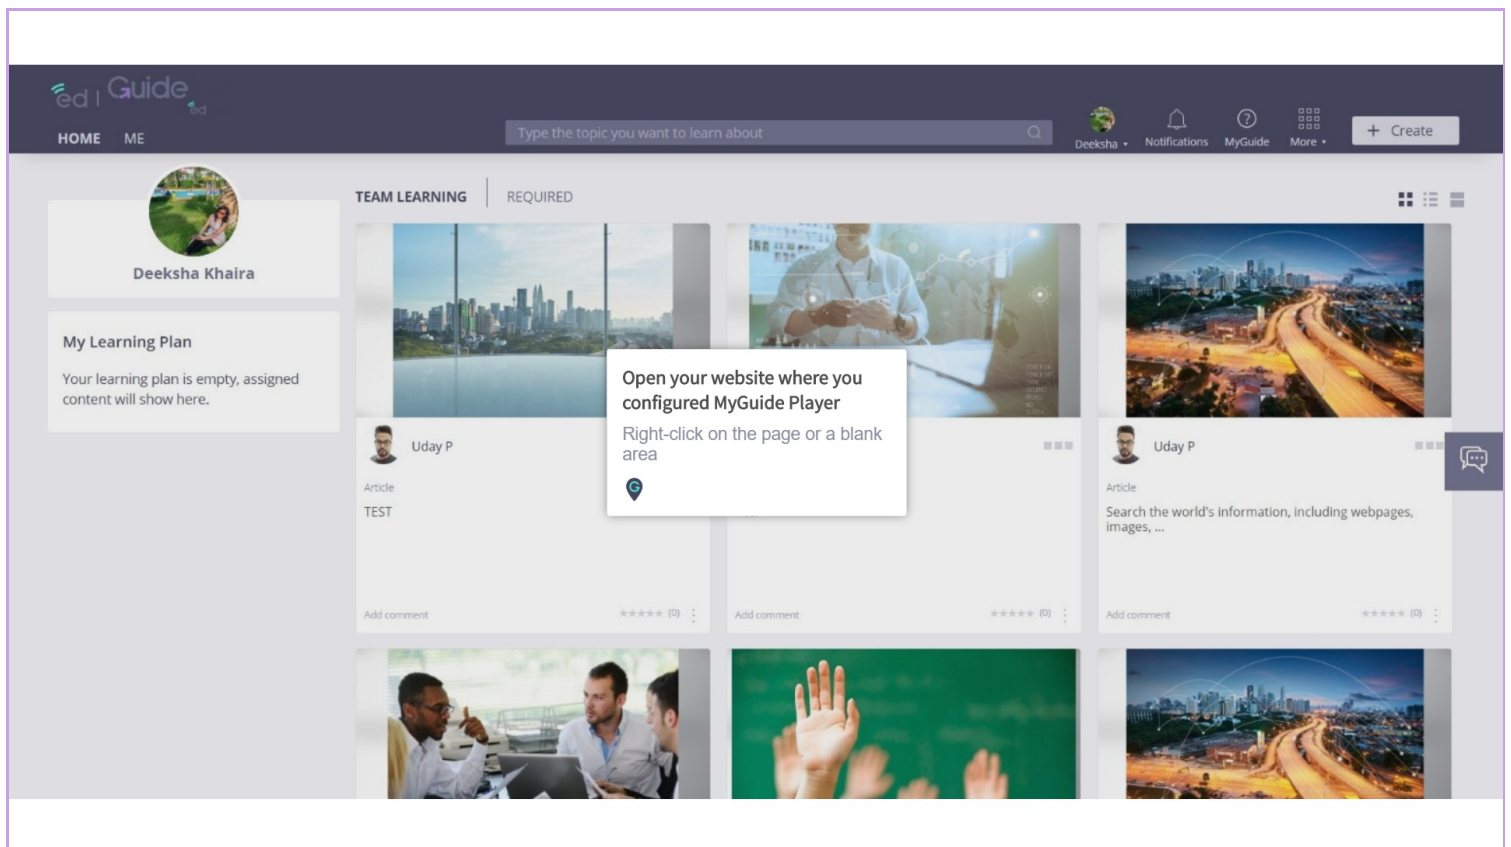 ed | Guide
ed
HOME ME
Type the topic you want to learn about
Deeksha
Notifications
MyGuide
More
+ Create
Deeksha Khaira
My Learning Plan
Your learning plan is empty, assigned
content will show here.
TEAM LEARNING
REQUIRED
Uday P
Article
TEST
Add comment
(0)
Open your website where you
configured MyGuide Player
Right-click on the page or a blank
area
G
Add comment
(0)
Uday P
Article
Search the world's information, including webpages,
images, ...
Add comment
(0)